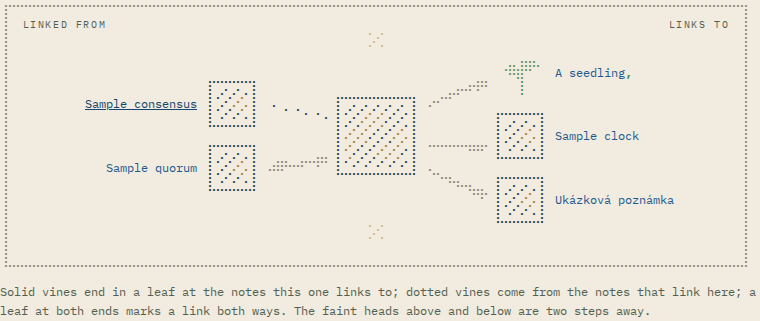 LINKED FROM
LINKS TO
A seedling,
Sample consensus
Sample clock
Sample quorum
Ukázková poznámka
Solid vines end in a leaf at the notes this one links to; dotted vines come from the notes that link here; a
leaf at both ends marks a link both ways. The faint heads above and below are two steps away.